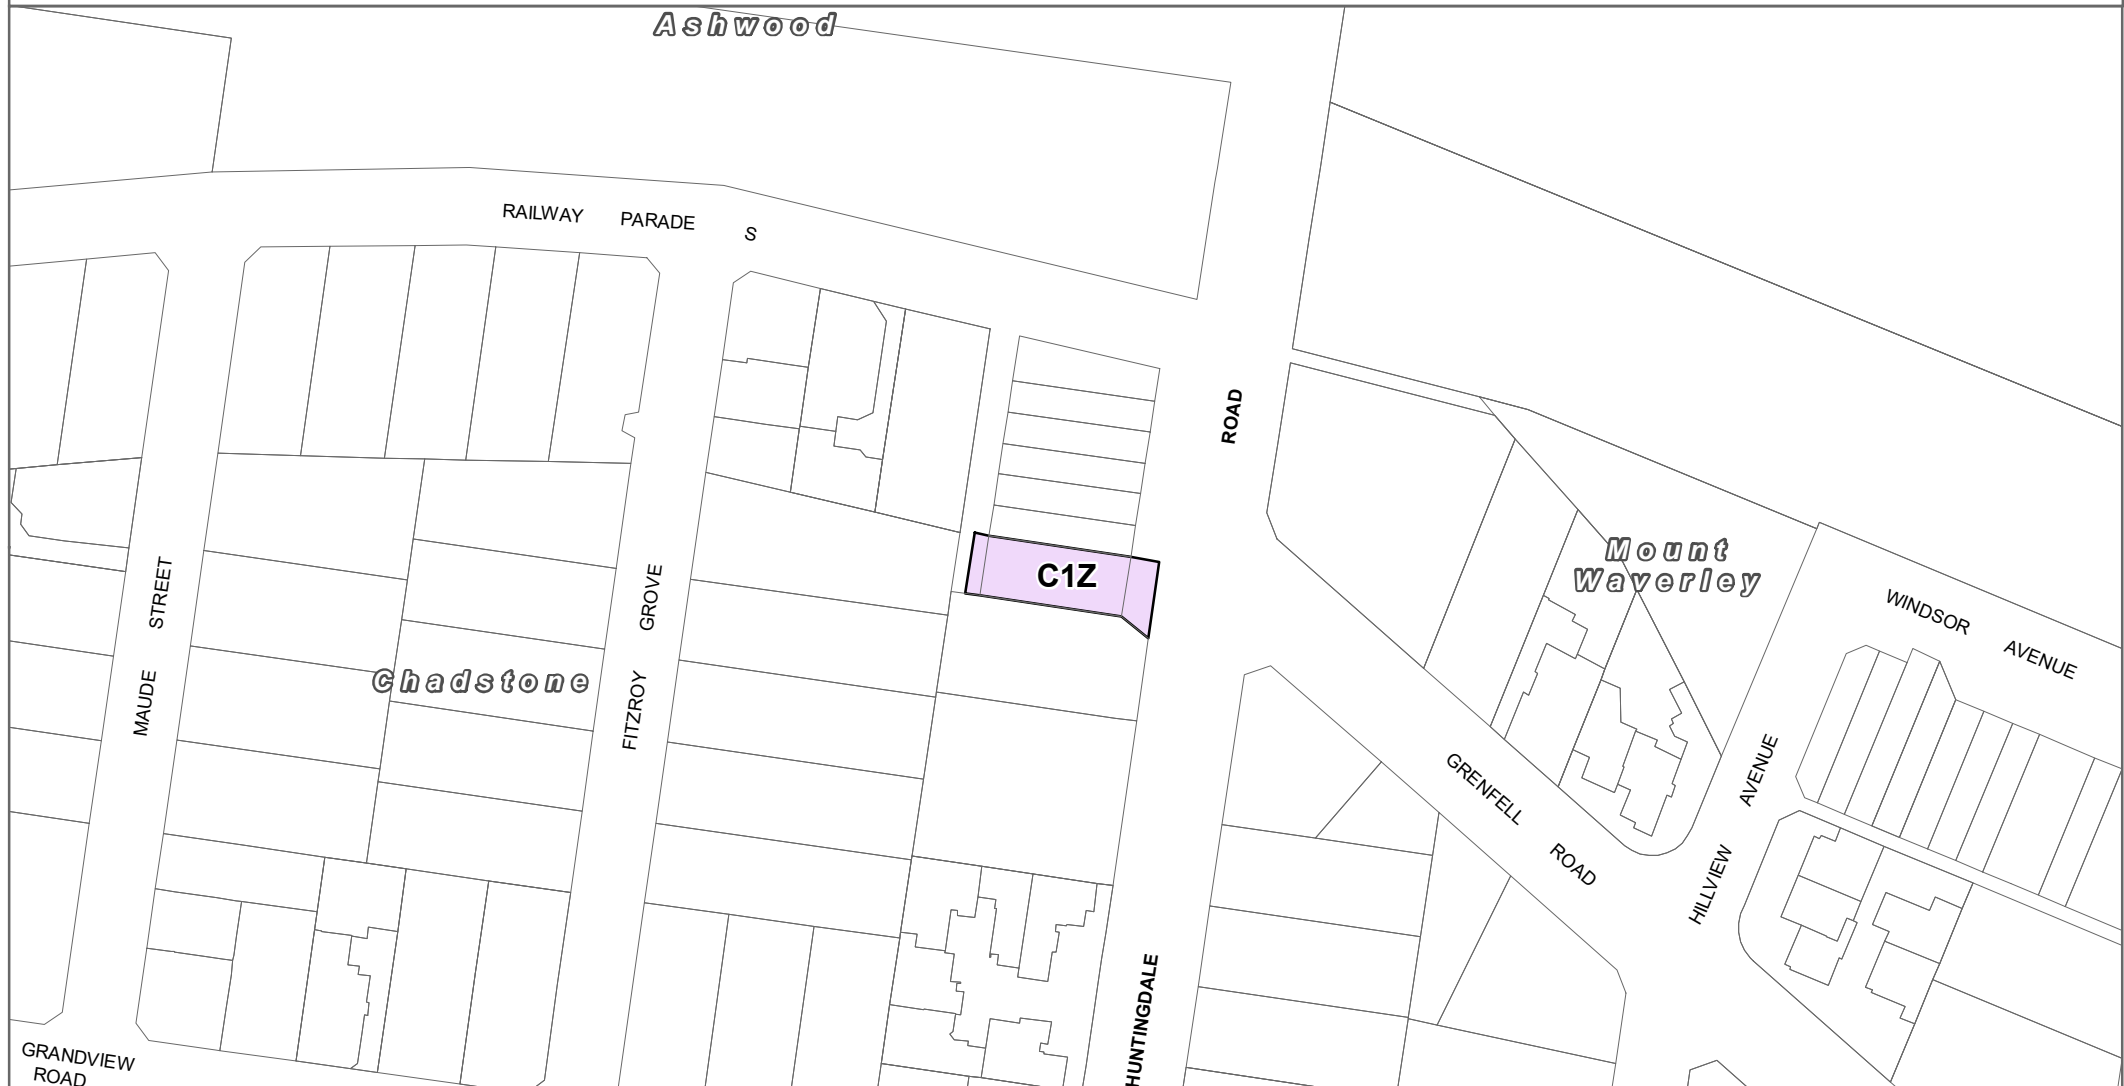 Ashwood
RAILWAY PARADE S
ROAD
Mount
Waverley
C1Z
WINDSOR AVENUE
MAUDE STREET
FITZROY GROVE
Chadstone
GRENFELL ROAD
HILLVIEW AVENUE
HUNTINGDALE
GRANDVIEW
ROAD